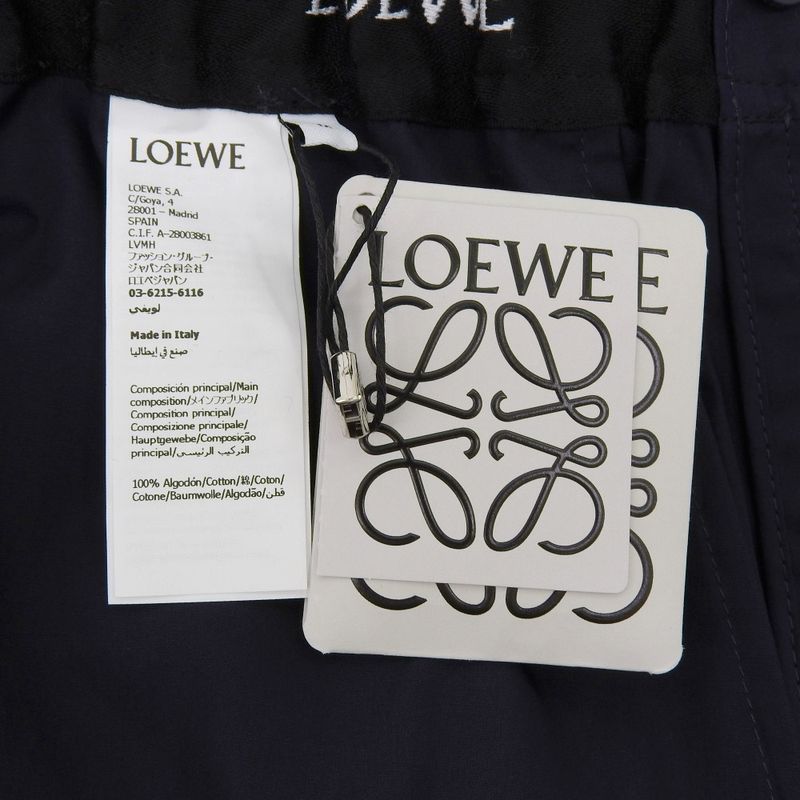 LOEWE
LOEWE
LOEWE S.A.
C/Goya, 4
28001 – Madrid
SPAIN
C.I.F. A-28003861
LVMH
ファッション・グループ・
ジャパン合同会社
ロエベジャパン
03-6215-6116
لويفي
Made in Italy
صنع في إيطاليا
Composición principal/Main
composition/メインファブリック/
Composition principal/
Composizione principale/
Hauptgewebe/Composição
principal/التركيب الرئيسى
100% Algodón/Cotton/綿/Coton/
Cotone/Baumwolle/Algodão/قطن
LOEWE
E